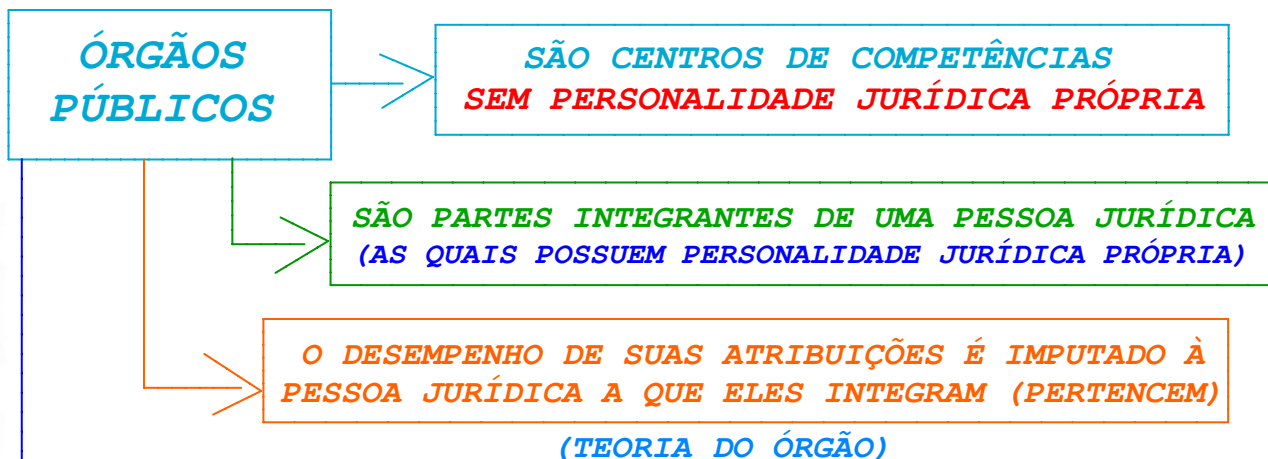 ÓRGÃOS
PÚBLICOS
SÃO CENTROS DE COMPETÊNCIAS
SEM PERSONALIDADE JURÍDICA PRÓPRIA
SÃO PARTES INTEGRANTES DE UMA PESSOA JURÍDICA
(AS QUAIS POSSUEM PERSONALIDADE JURÍDICA PRÓPRIA)
O DESEMPENHO DE SUAS ATRIBUIÇÕES É IMPUTADO À
PESSOA JURÍDICA A QUE ELES INTEGRAM (PERTENCEM)
(TEORIA DO ÓRGÃO)